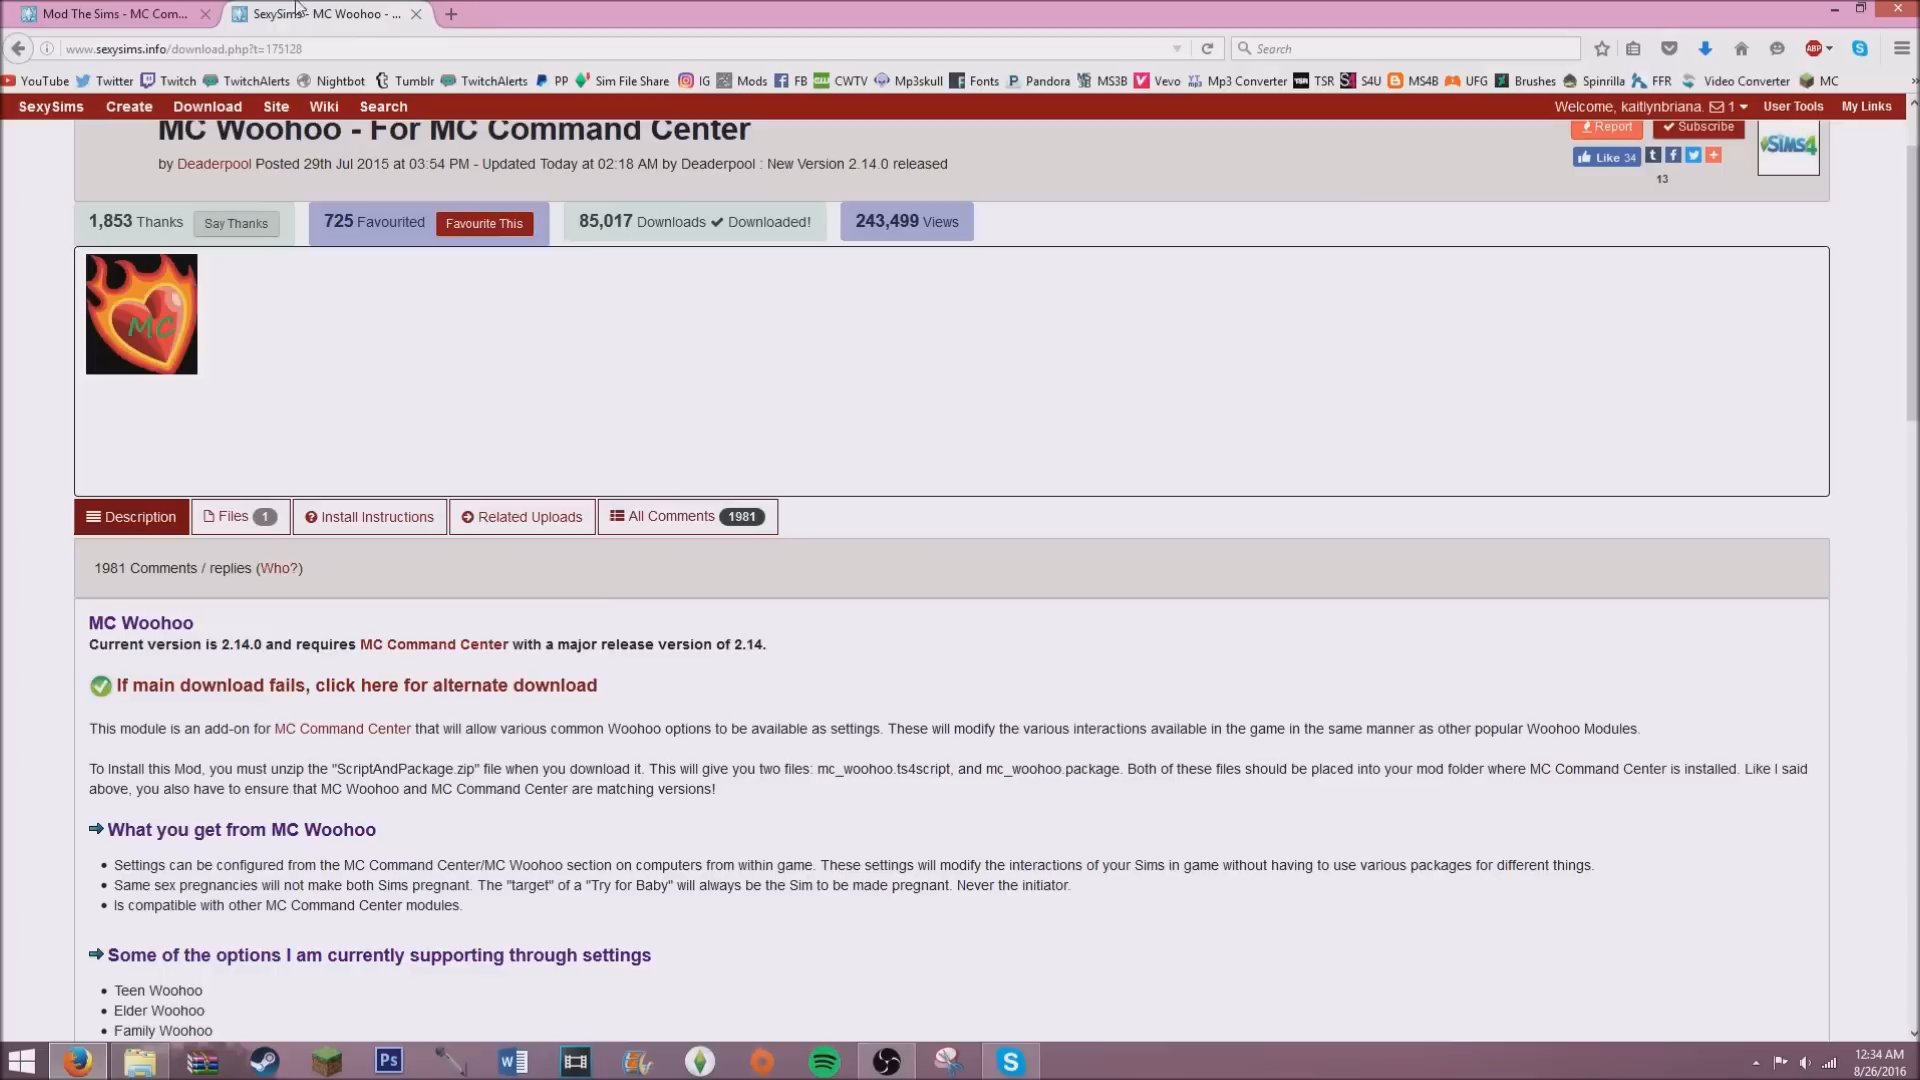 Mod The Sims - MC Com...
SexySims - MC Woohoo - ...
www.sexysims.info/download.php?t=175128
Search
ABP
YouTube Twitter Twitch TwitchAlerts Nightbot Tumblr TwitchAlerts PP Sim File Share IG Mods FB CWTV Mp3skull Fonts Pandora MS3B Vevo Mp3 Converter TSR S4U MS4B UFG Brushes Spinrilla FFR Video Converter MC
SexySims Create Download Site Wiki Search
Welcome, kaitlynbriana. 1 User Tools My Links
MC Woohoo - For MC Command Center
Report Subscribe
by Deaderpool Posted 29th Jul 2015 at 03:54 PM - Updated Today at 02:18 AM by Deaderpool : New Version 2.14.0 released
Like 34
13
SiMS4
1,853 Thanks Say Thanks
725 Favourited Favourite This
85,017 Downloads ✔ Downloaded!
243,499 Views
MC
Description Files 1 Install Instructions Related Uploads All Comments 1981
1981 Comments / replies (Who?)
MC Woohoo
Current version is 2.14.0 and requires MC Command Center with a major release version of 2.14.
If main download fails, click here for alternate download
This module is an add-on for MC Command Center that will allow various common Woohoo options to be available as settings. These will modify the various interactions available in the game in the same manner as other popular Woohoo Modules.
To Install this Mod, you must unzip the "ScriptAndPackage.zip" file when you download it. This will give you two files: mc_woohoo.ts4script, and mc_woohoo.package. Both of these files should be placed into your mod folder where MC Command Center is installed. Like I said
above, you also have to ensure that MC Woohoo and MC Command Center are matching versions!
What you get from MC Woohoo
• Settings can be configured from the MC Command Center/MC Woohoo section on computers from within game. These settings will modify the interactions of your Sims in game without having to use various packages for different things.
• Same sex pregnancies will not make both Sims pregnant. The "target" of a "Try for Baby" will always be the Sim to be made pregnant. Never the initiator.
• Is compatible with other MC Command Center modules.
Some of the options I am currently supporting through settings
• Teen Woohoo
• Elder Woohoo
• Family Woohoo
Ps
12:34 AM
8/26/2016